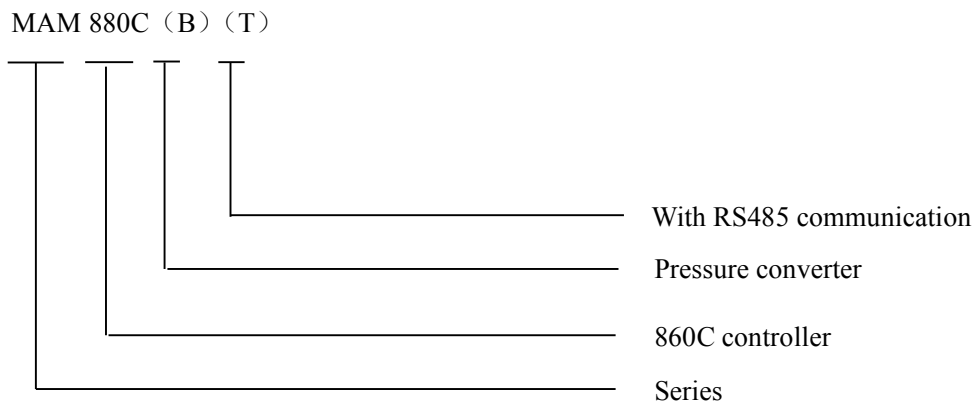 MAM 880C（B）（T）
With RS485 communication
Pressure converter
860C controller
Series